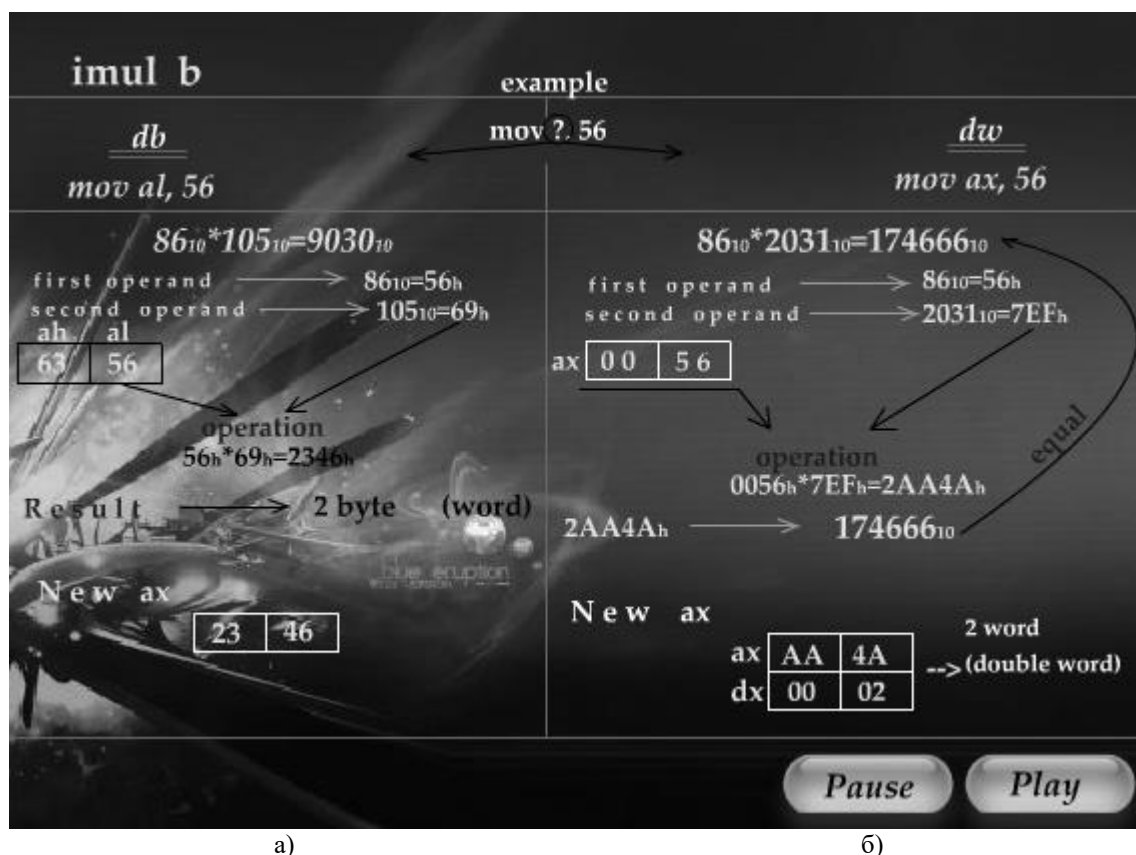 imul b
example
mov ?. 56
db
mov al, 56
dw
mov ax, 56
86₁₀*105₁₀=9030₁₀
first operand 86₁₀=56h
second operand 105₁₀=69h
ah al
63 56
operation
56h*69h=2346h
Result 2 byte (word)
blue eruption
New ax
23 46
86₁₀*2031₁₀=174666₁₀
first operand 86₁₀=56h
second operand 2031₁₀=7EFh
ax 00 56
operation
0056h*7EFh=2AA4Ah
equal
2AA4Ah 174666₁₀
New ax
ax AA 4A
dx 00 02
2 word
-->(double word)
Pause Play
а) б)